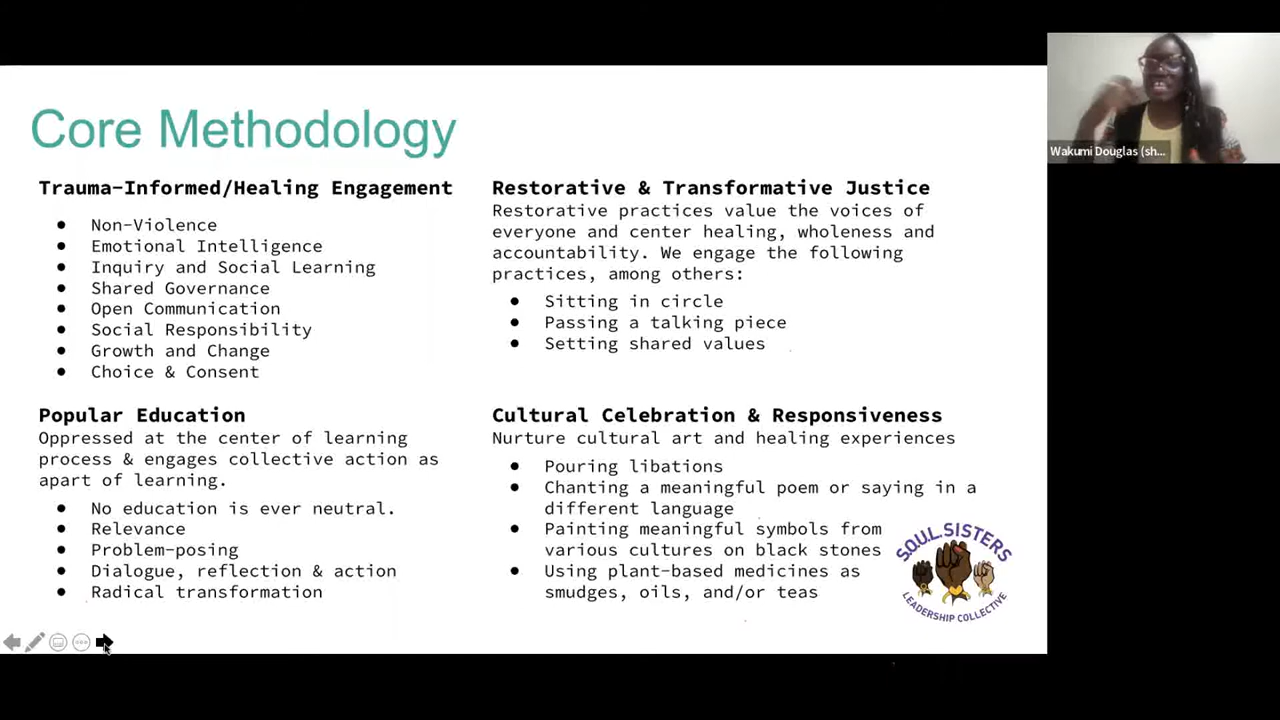 Core Methodology
Trauma-Informed/Healing Engagement
Non-Violence
Emotional Intelligence
Inquiry and Social Learning
Shared Governance
Open Communication
Social Responsibility
Growth and Change
Choice & Consent
Restorative & Transformative Justice
Restorative practices value the voices of
everyone and center healing, wholeness and
accountability. We engage the following
practices, among others:
Sitting in circle
Passing a talking piece
Setting shared values
Popular Education
Oppressed at the center of learning
process & engages collective action as
apart of learning.
No education is ever neutral.
Relevance
Problem-posing
Dialogue, reflection & action
Radical transformation
Cultural Celebration & Responsiveness
Nurture cultural art and healing experiences
Pouring libations
Chanting a meaningful poem or saying in a
different language
Painting meaningful symbols from
various cultures on black stones
Using plant-based medicines as
smudges, oils, and/or teas
S.O.U.L. SISTERS
LEADERSHIP COLLECTIVE
Wakumi Douglas (sh...